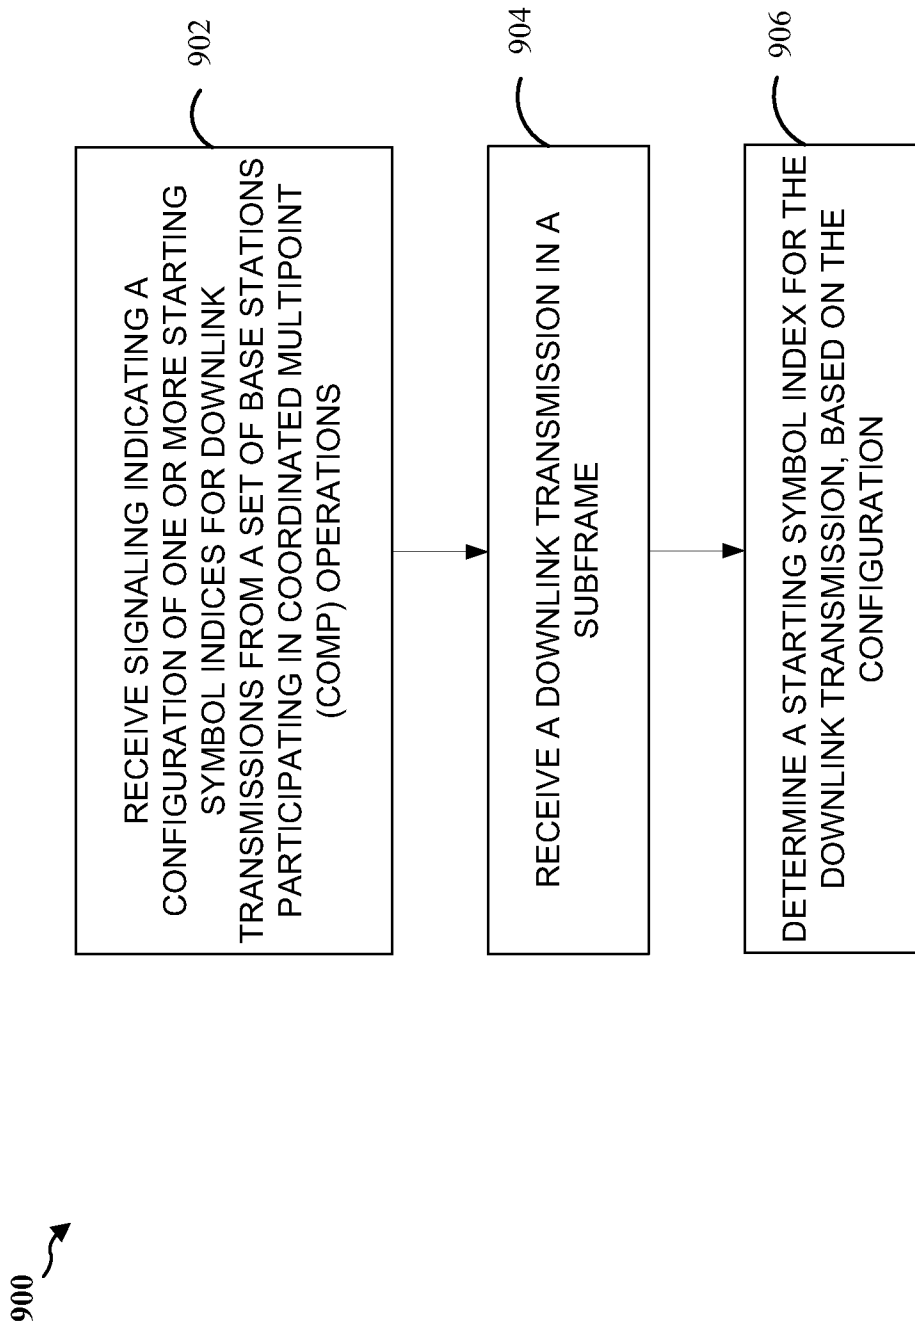 900
RECEIVE SIGNALING INDICATING A
CONFIGURATION OF ONE OR MORE STARTING
SYMBOL INDICES FOR DOWNLINK
TRANSMISSIONS FROM A SET OF BASE STATIONS
PARTICIPATING IN COORDINATED MULTIPOINT
(COMP) OPERATIONS
902
RECEIVE A DOWNLINK TRANSMISSION IN A
SUBFRAME
904
DETERMINE A STARTING SYMBOL INDEX FOR THE
DOWNLINK TRANSMISSION, BASED ON THE
CONFIGURATION
906